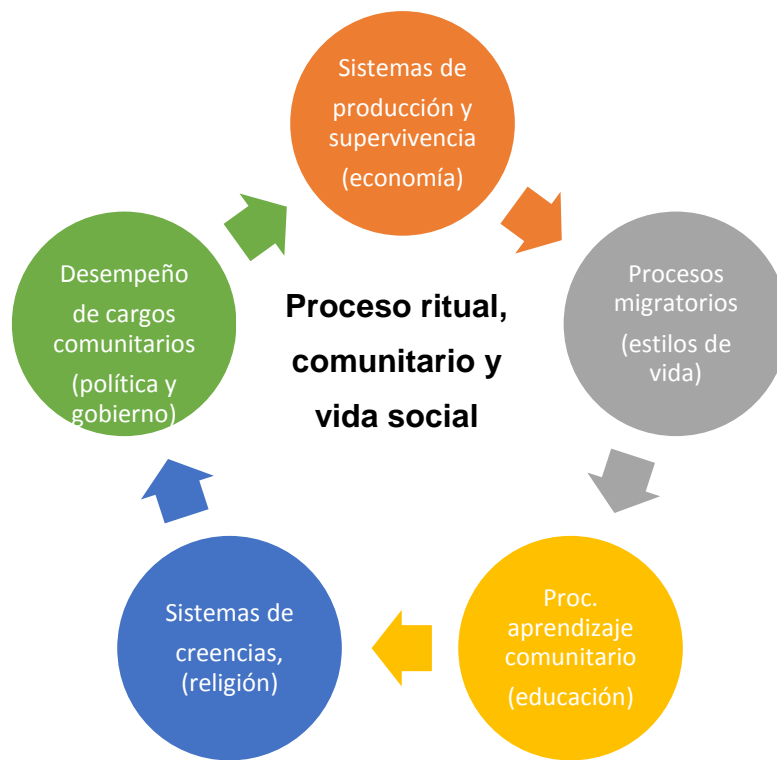 Sistemas de
producción y
supervivencia
(economía)
Procesos
migratorios
(estilos de
vida)
Proc.
aprendizaje
comunitario
(educación)
Sistemas de
creencias,
(religión)
Desempeño
de cargos
comunitarios
(política y
gobierno)
Proceso ritual,
comunitario y
vida social